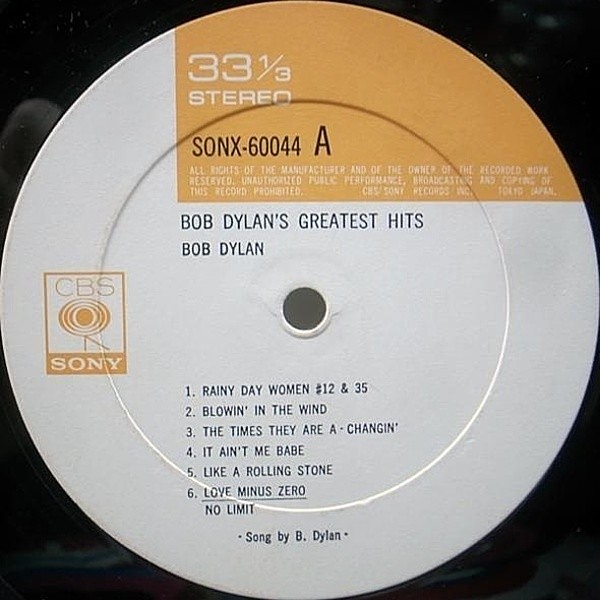 33 1/3
STEREO
SONX-60044 A
ALL RIGHTS OF THE MANUFACTURER AND OF THE OWNER OF THE RECORDED WORK
RESERVED. UNAUTHORIZED PUBLIC PERFORMANCE, BROADCASTING AND COPYING OF
THIS RECORD PROHIBITED. CBS/SONY RECORDS INC. TOKYO JAPAN.
BOB DYLAN'S GREATEST HITS
BOB DYLAN
CBS
SONY
1. RAINY DAY WOMEN #12 & 35
2. BLOWIN' IN THE WIND
3. THE TIMES THEY ARE A-CHANGIN'
4. IT AIN'T ME BABE
5. LIKE A ROLLING STONE
6. LOVE MINUS ZERO
NO LIMIT
- Song by B. Dylan -